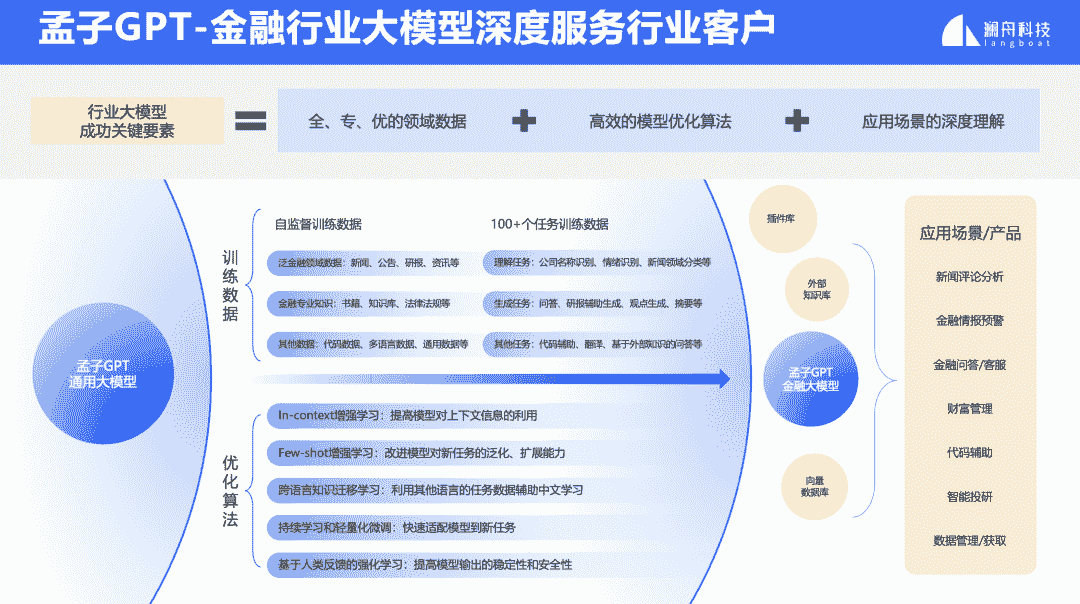 孟子GPT-金融行业大模型深度服务行业客户
澜舟科技
langboat
行业大模型
成功关键要素
全、专、优的领域数据
高效的模型优化算法
应用场景的深度理解
孟子GPT
通用大模型
训练数据
自监督训练数据
100+个任务训练数据
泛金融领域数据：新闻、公告、研报、资讯等
理解任务：公司名称识别、情绪识别、新闻领域分类等
金融专业知识：书籍、知识库、法律法规等
生成任务：问答、研报辅助生成、观点生成、摘要等
其他数据：代码数据、多语言数据、通用数据等
其他任务：代码辅助、翻译、基于外部知识的问答等
优化算法
In-context增强学习：提高模型对上下文信息的利用
Few-shot增强学习：改进模型对新任务的泛化、扩展能力
跨语言知识迁移学习：利用其他语言的任务数据辅助中文学习
持续学习和轻量化微调：快速适配模型到新任务
基于人类反馈的强化学习：提高模型输出的稳定性和安全性
插件库
外部
知识库
孟子GPT
金融大模型
向量
数据库
应用场景/产品
新闻评论分析
金融情报预警
金融问答/客服
财富管理
代码辅助
智能投研
数据管理/获取